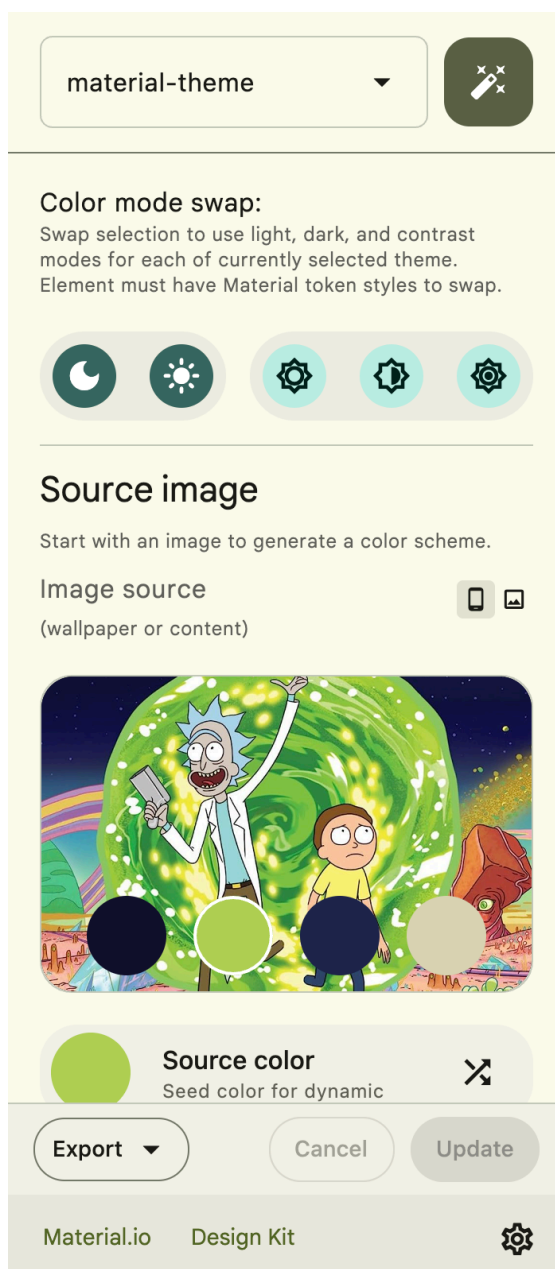 material-theme
Color mode swap:
Swap selection to use light, dark, and contrast
modes for each of currently selected theme.
Element must have Material token styles to swap.
Source image
Start with an image to generate a color scheme.
Image source
(wallpaper or content)
Source color
Seed color for dynamic
Export
Cancel
Update
Material.io
Design Kit